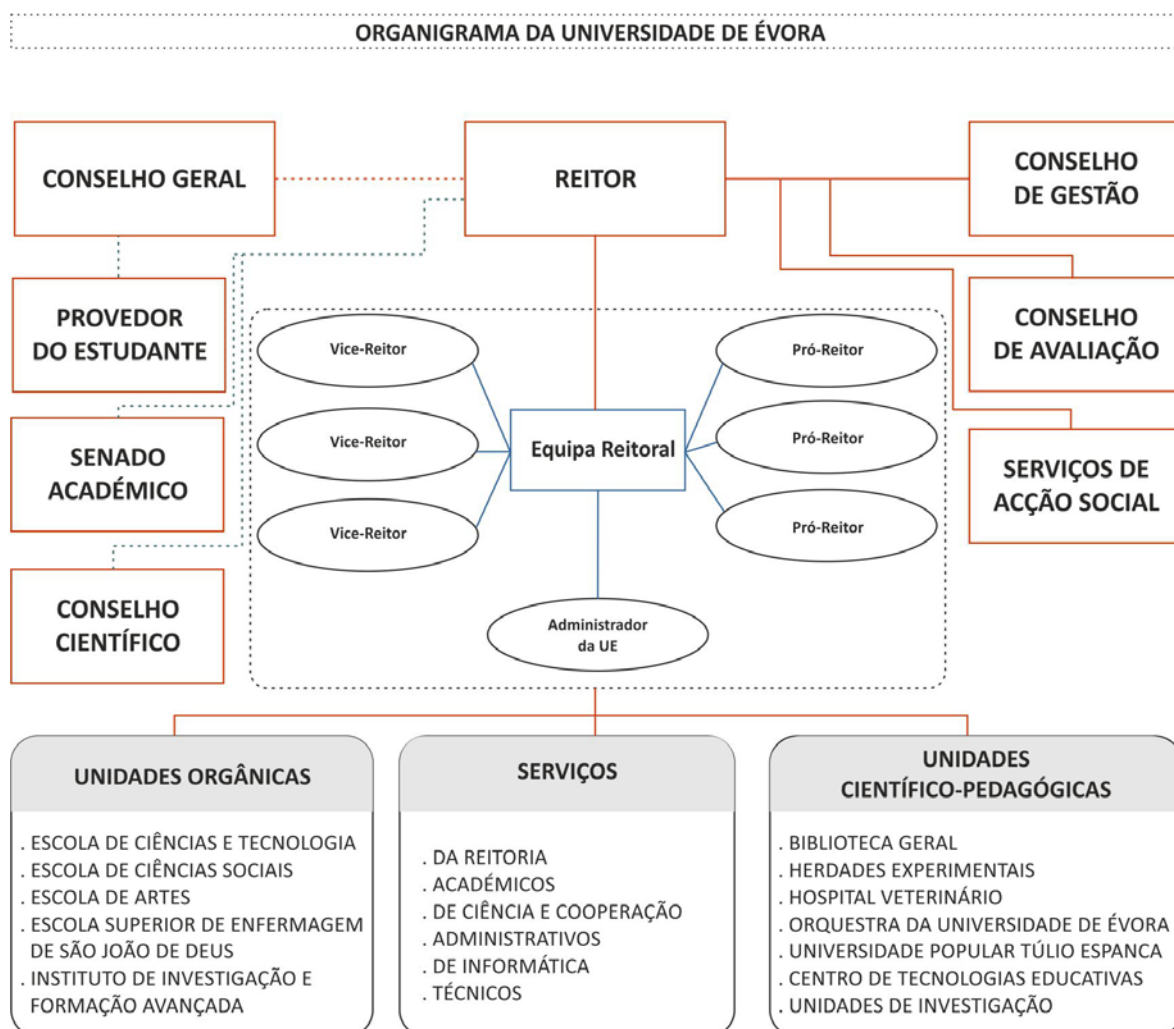 ORGANIGRAMA DA UNIVERSIDADE DE ÉVORA
CONSELHO GERAL
REITOR
CONSELHO
DE GESTÃO
PROVEDOR
DO ESTUDANTE
CONSELHO
DE AVALIAÇÃO
SENADO
ACADÉMICO
SERVIÇOS DE
ACÇÃO SOCIAL
CONSELHO
CIENTÍFICO
Vice-Reitor
Vice-Reitor
Vice-Reitor
Equipa Reitoral
Pró-Reitor
Pró-Reitor
Pró-Reitor
Administrador
da UE
UNIDADES ORGÂNICAS
. ESCOLA DE CIÊNCIAS E TECNOLOGIA
. ESCOLA DE CIÊNCIAS SOCIAIS
. ESCOLA DE ARTES
. ESCOLA SUPERIOR DE ENFERMAGEM
DE SÃO JOÃO DE DEUS
. INSTITUTO DE INVESTIGAÇÃO E
FORMAÇÃO AVANÇADA
SERVIÇOS
. DA REITORIA
. ACADÉMICOS
. DE CIÊNCIA E COOPERAÇÃO
. ADMINISTRATIVOS
. DE INFORMÁTICA
. TÉCNICOS
UNIDADES
CIENTÍFICO-PEDAGÓGICAS
. BIBLIOTECA GERAL
. HERDADES EXPERIMENTAIS
. HOSPITAL VETERINÁRIO
. ORQUESTRA DA UNIVERSIDADE DE ÉVORA
. UNIVERSIDADE POPULAR TÚLIO ESPANCA
. CENTRO DE TECNOLOGIAS EDUCATIVAS
. UNIDADES DE INVESTIGAÇÃO